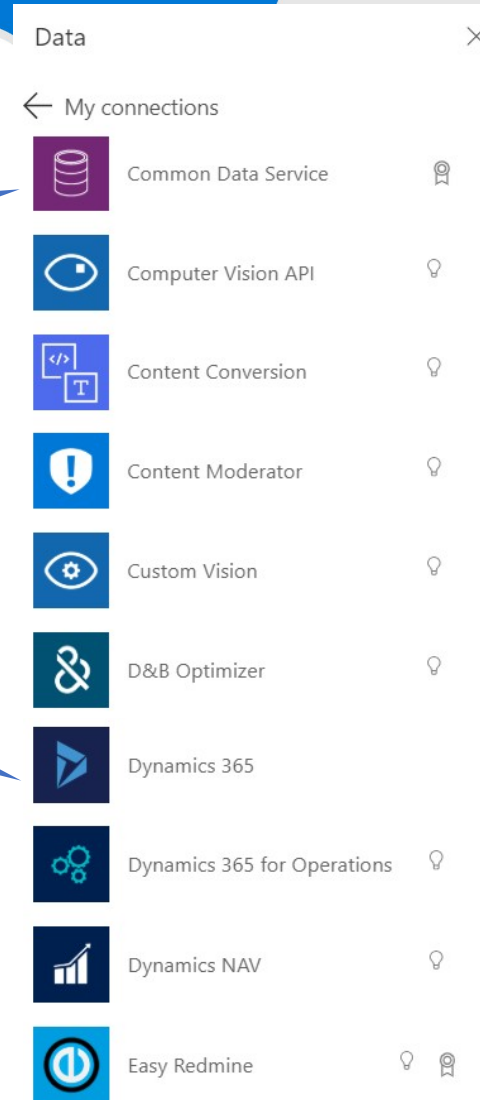 Data
My connections
Common Data Service
Computer Vision API
</>
T
Content Conversion
Content Moderator
Custom Vision
D&B Optimizer
Dynamics 365
Dynamics 365 for Operations
Dynamics NAV
Easy Redmine